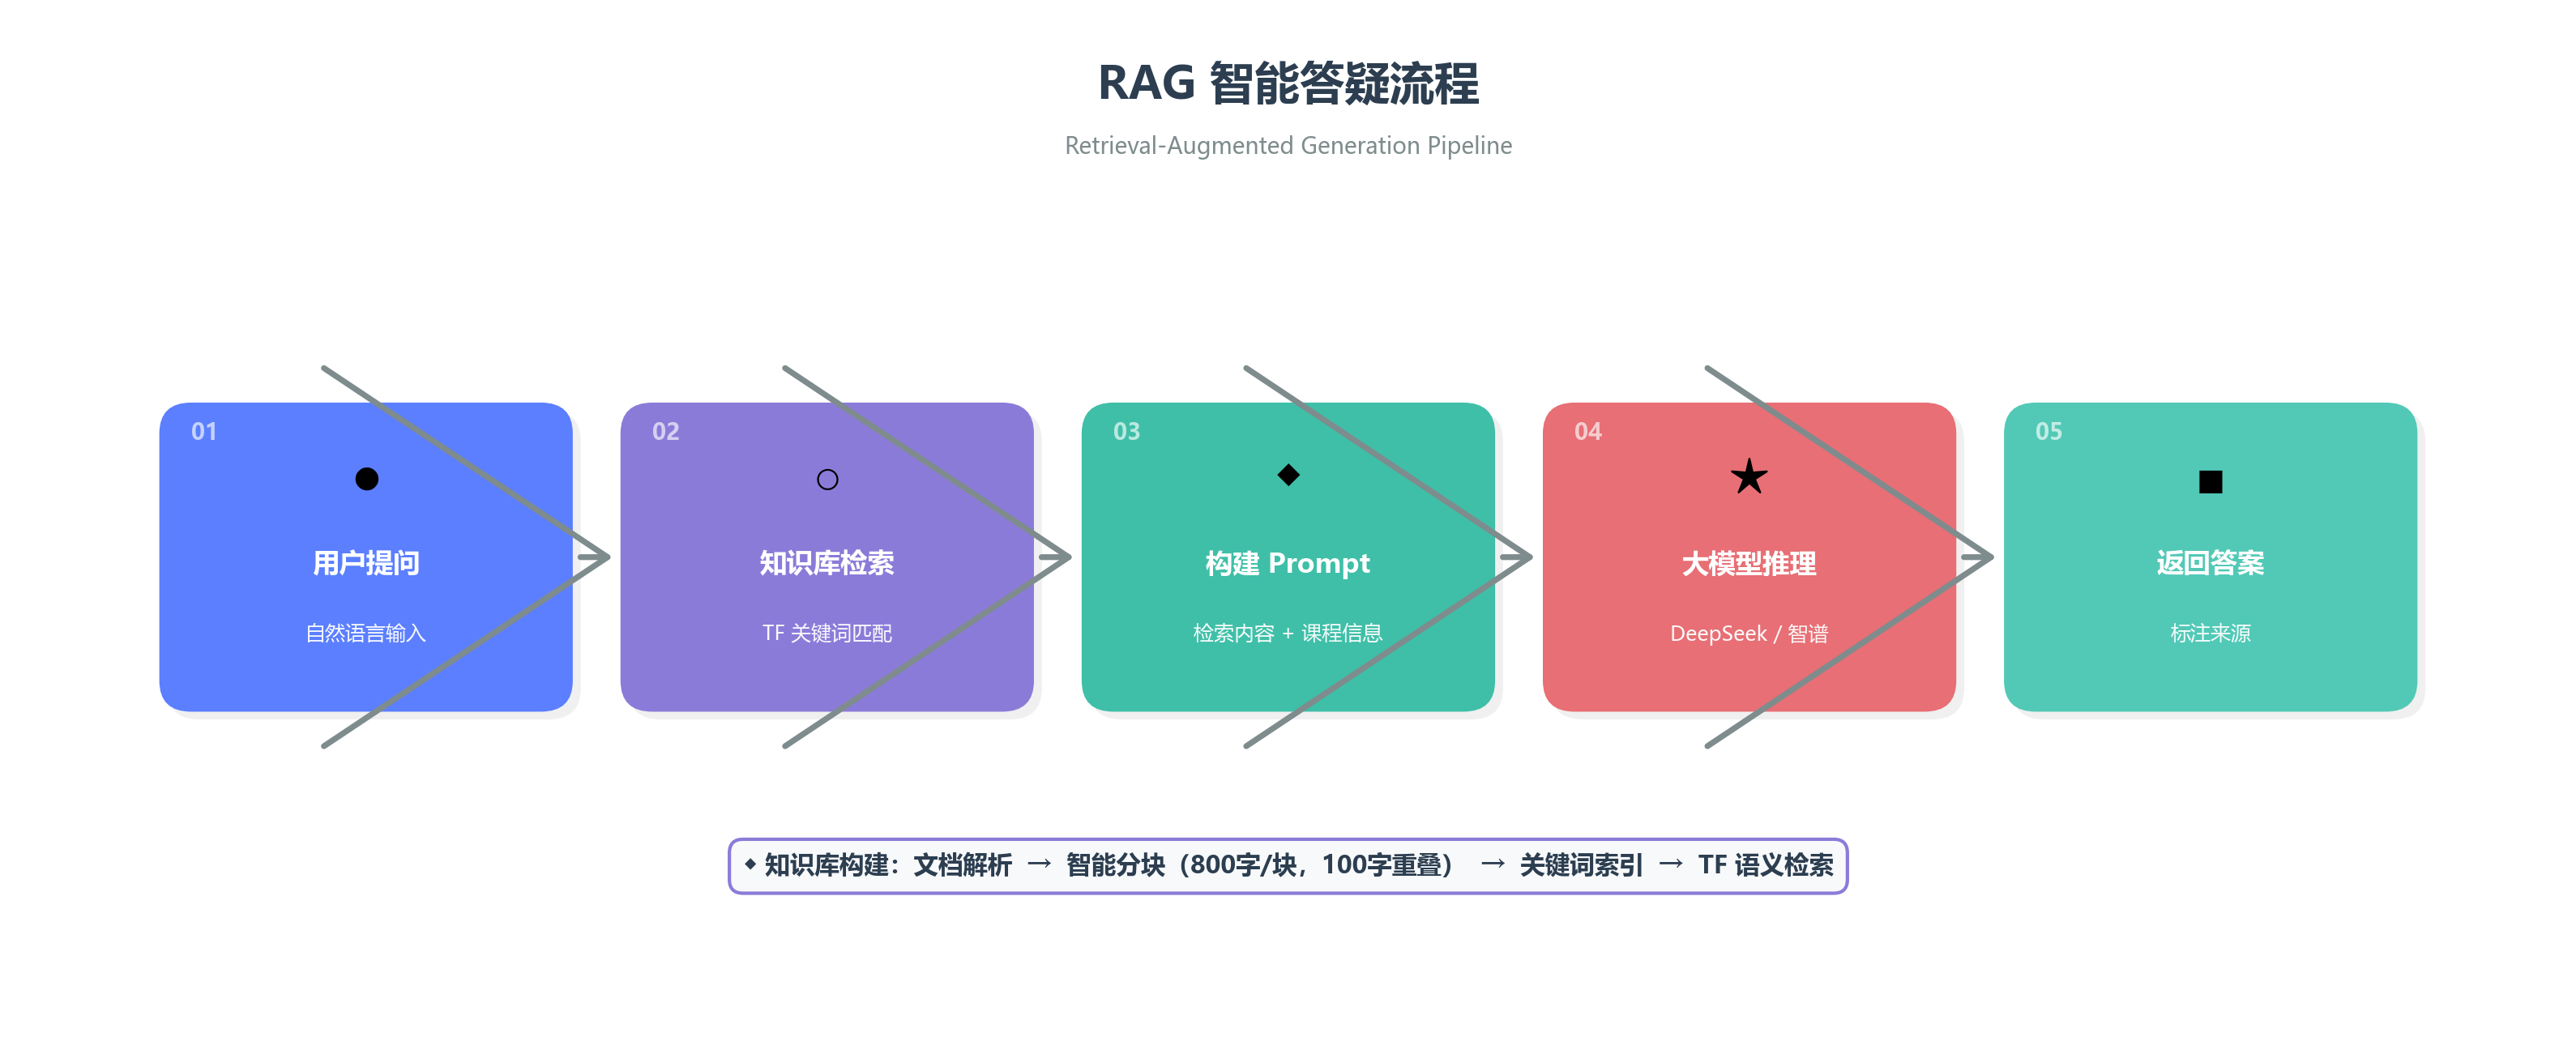 RAG 智能答疑流程
Retrieval-Augmented Generation Pipeline
01
用户提问
自然语言输入
02
知识库检索
TF 关键词匹配
03
构建 Prompt
检索内容 + 课程信息
04
大模型推理
DeepSeek / 智谱
05
返回答案
标注来源
◆ 知识库构建：文档解析 → 智能分块（800字/块，100字重叠） → 关键词索引 → TF 语义检索